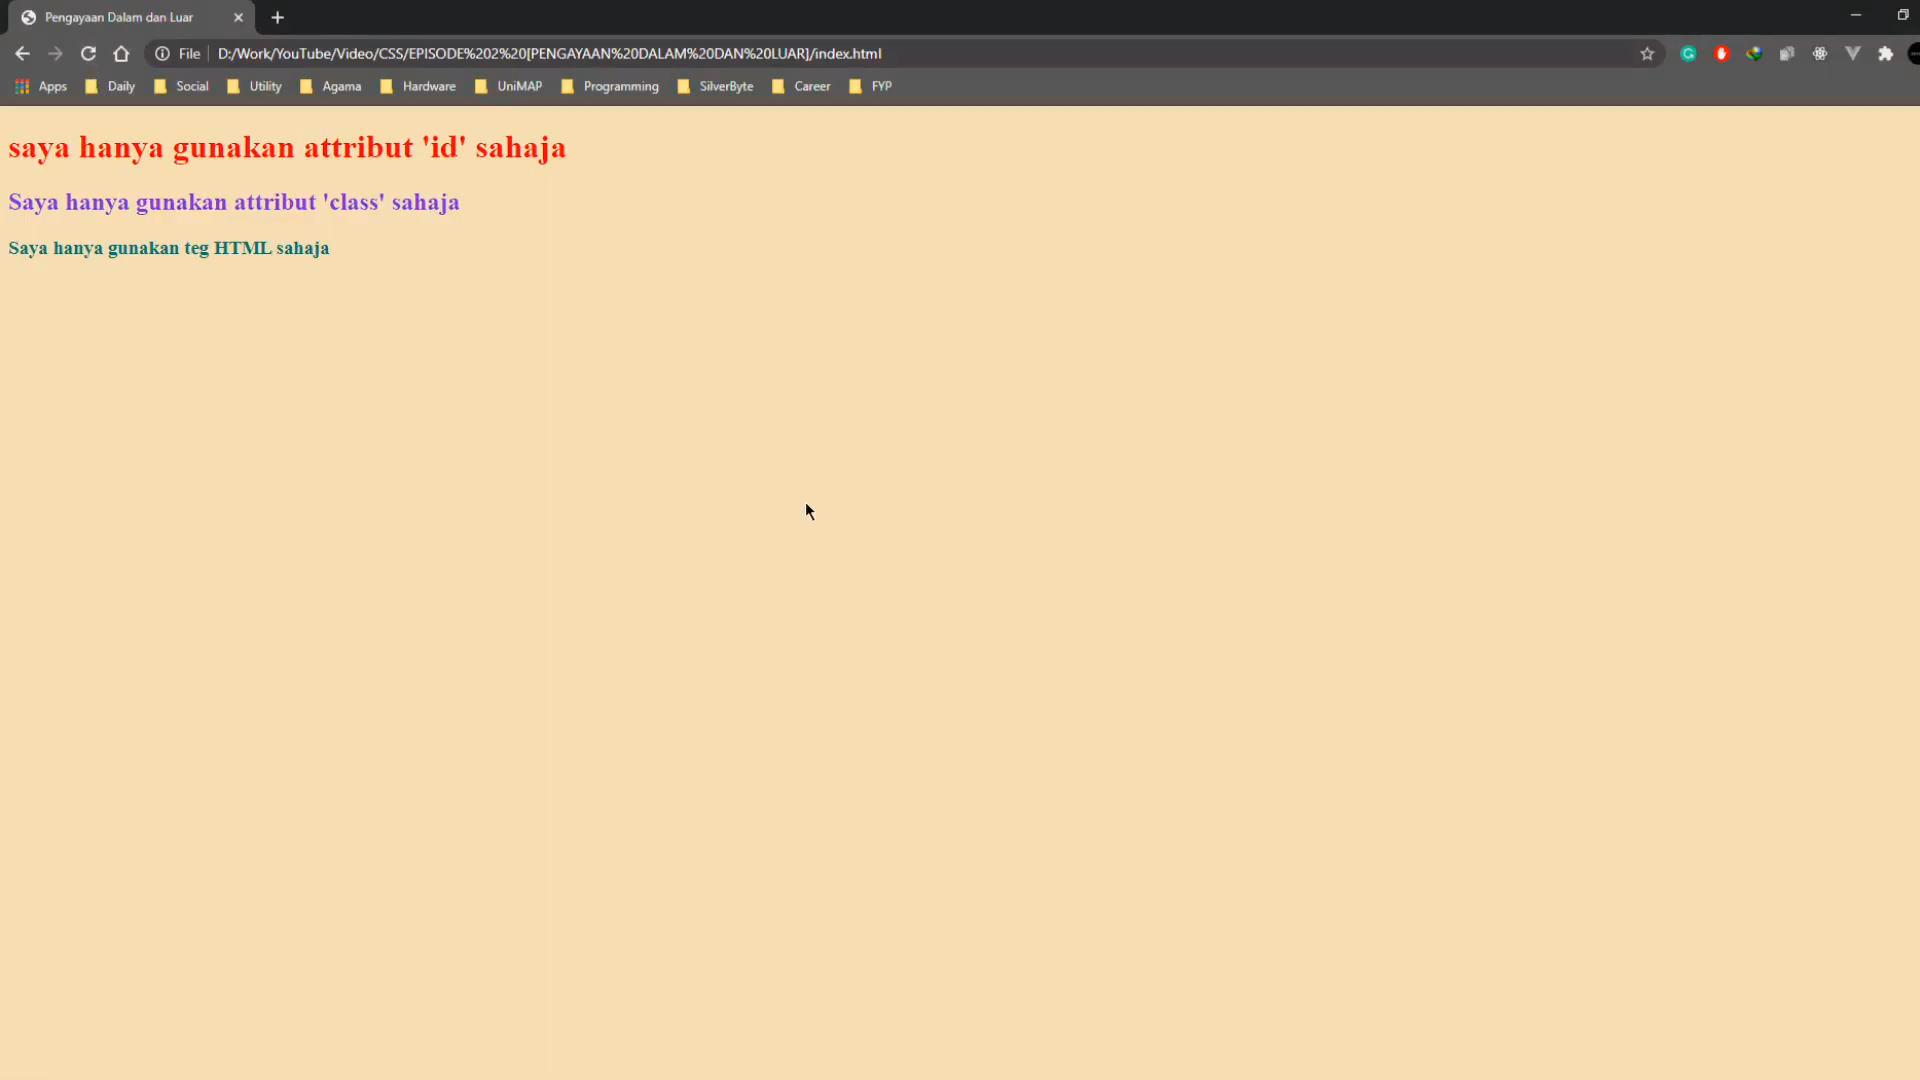 Pengayaan Dalam dan Luar
File D:/Work/YouTube/Video/CSS/EPISODE%202%20[PENGAYAAN%20DALAM%20DAN%20LUAR]/index.html
Apps Daily Social Utility Agama Hardware UniMAP Programming SilverByte Career FYP
saya hanya gunakan attribut 'id' sahaja
Saya hanya gunakan attribut 'class' sahaja
Saya hanya gunakan teg HTML sahaja